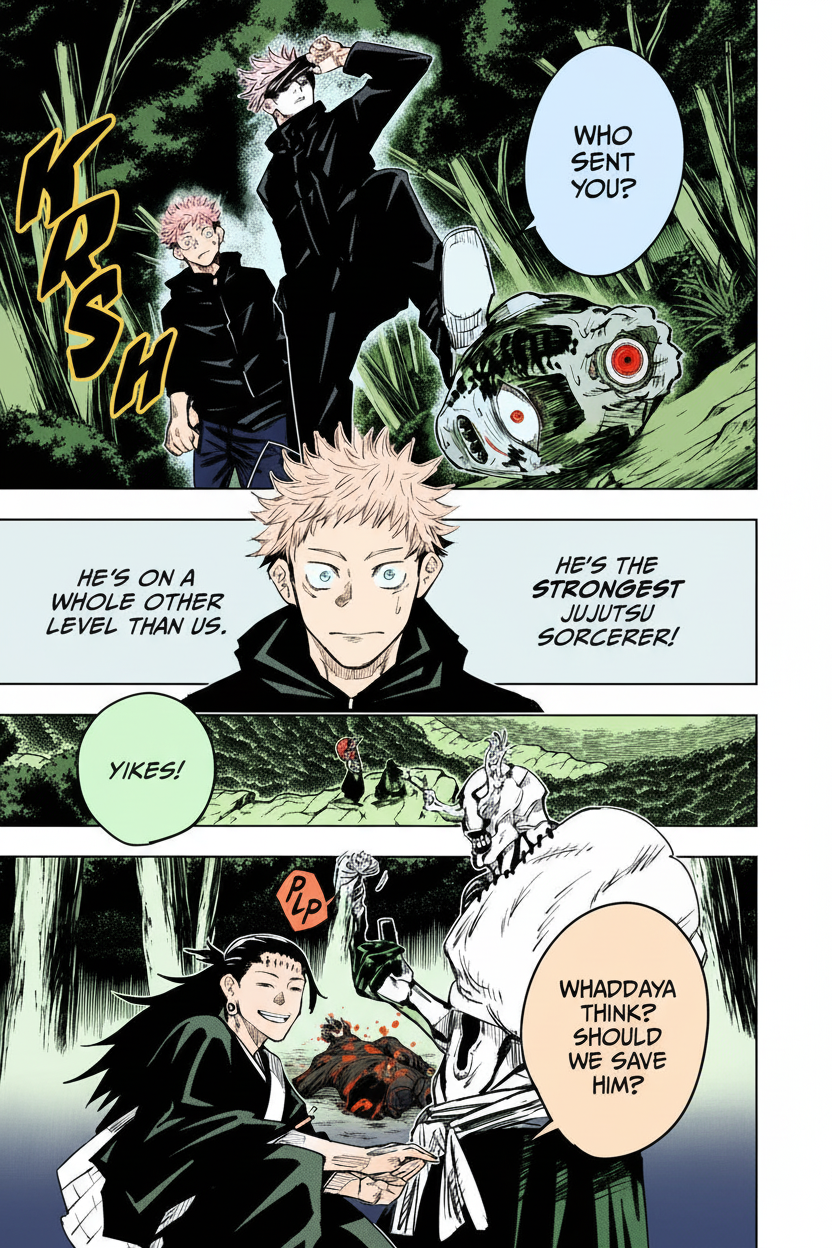 WHO
SENT
YOU?
KRSH
HE'S THE
STRONGEST
JUJUTSU
SORCERER!
HE'S ON A
WHOLE OTHER
LEVEL THAN US.
YIKES!
PLP
WHADDAYA
THINK?
SHOULD
WE SAVE
HIM?